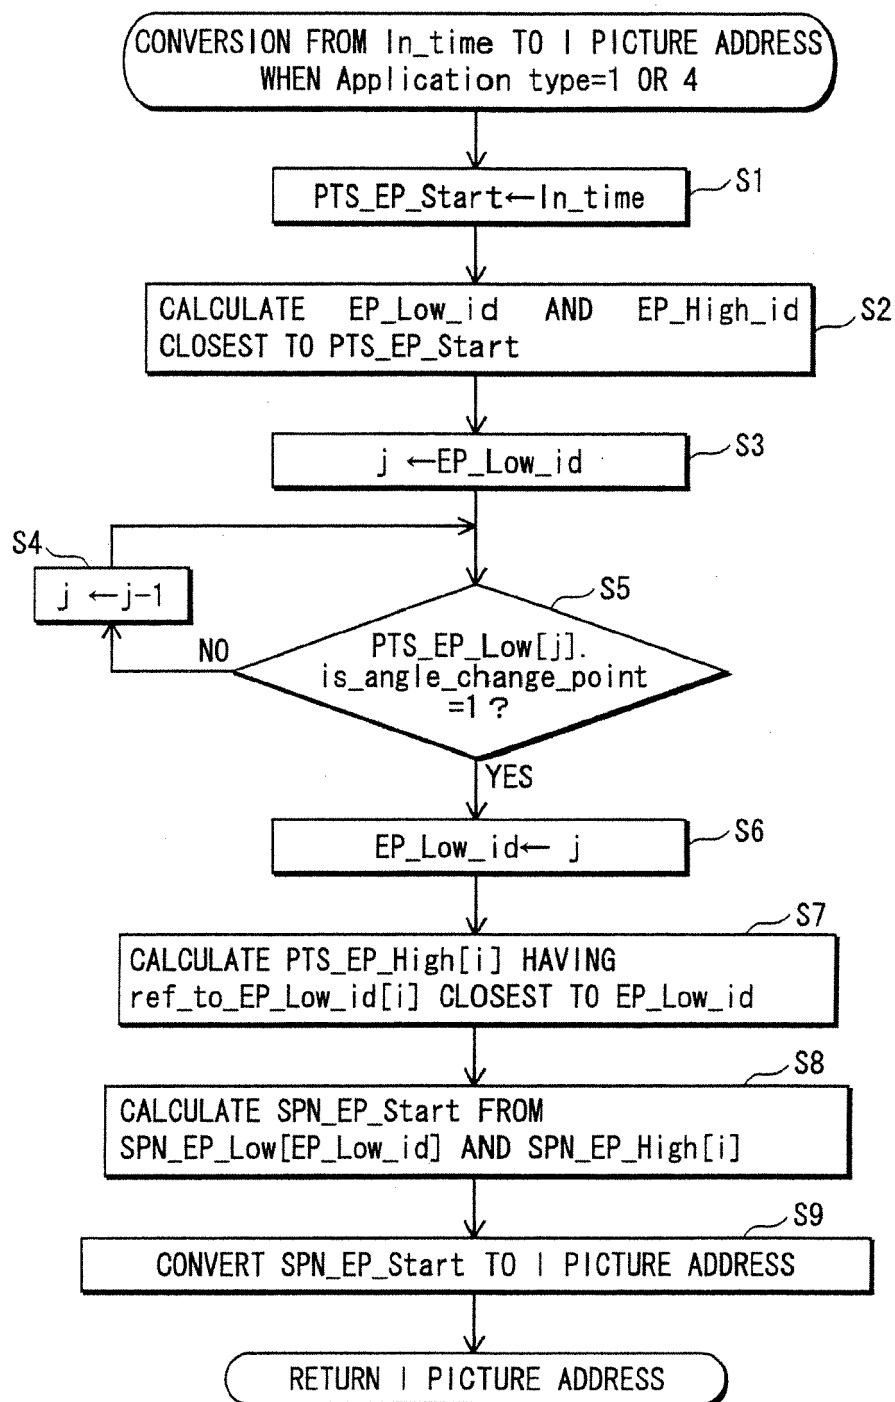 CONVERSION FROM In_time TO I PICTURE ADDRESS
WHEN Application type=1 OR 4
S1
PTS_EP_Start←In_time
S2
CALCULATE EP_Low_id AND EP_High_id
CLOSEST TO PTS_EP_Start
S3
j ←EP_Low_id
S4
j ←j-1
S5
NO
PTS_EP_Low[j].
is_angle_change_point
=1 ?
YES
S6
EP_Low_id← j
S7
CALCULATE PTS_EP_High[i] HAVING
ref_to_EP_Low_id[i] CLOSEST TO EP_Low_id
S8
CALCULATE SPN_EP_Start FROM
SPN_EP_Low[EP_Low_id] AND SPN_EP_High[i]
S9
CONVERT SPN_EP_Start TO I PICTURE ADDRESS
RETURN I PICTURE ADDRESS